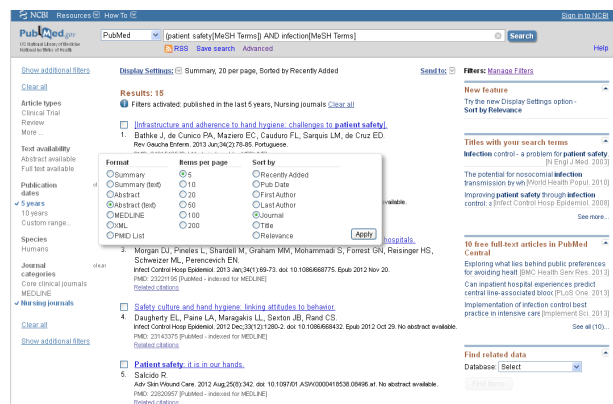 NCBI Resources How To Sign in to NCBI
PubMed.gov
US National Library of Medicine
National Institutes of Health
PubMed (patient safety[MeSH Terms]) AND infection[MeSH Terms] Search
RSS Save search Advanced Help
Show additional filters
Clear all
Article types
Clinical Trial
Review
More ...
Text availability
Abstract available
Full text available
Publication dates
5 years
10 years
Custom range...
Species
Humans
Journal categories clear
Core clinical journals
MEDLINE
Nursing journals
Clear all
Show additional filters
Display Settings: Summary, 20 per page, Sorted by Recently Added Send to:
Results: 15
Filters activated: published in the last 5 years, Nursing journals Clear all
[Infrastructure and adherence to hand hygiene: challenges to patient safety].
1. Bathke J, de Cunico PA, Maziero EC, Cauduro FL, Sarquis LM, de Cruz ED.
Rev Gaucha Enferm. 2013 Jun;34(2):78-85. Portuguese.
Format
Summary
Summary (text)
Abstract
Abstract (text)
MEDLINE
XML
PMID List
Items per page
5
10
20
50
100
200
Sort by
Recently Added
Pub Date
First Author
Last Author
Journal
Title
Relevance
Apply
available.
hospitals.
3. Morgan DJ, Pineles L, Shardell M, Graham MM, Mohammadi S, Forrest GN, Reisinger HS,
Schweizer ML, Perencevich EN.
Infect Control Hosp Epidemiol. 2013 Jan;34(1):69-73. doi: 10.1086/668775. Epub 2012 Nov 20.
PMID: 23221195 [PubMed - indexed for MEDLINE]
Related citations
Safety culture and hand hygiene: linking attitudes to behavior.
4. Daugherty EL, Paine LA, Maragakis LL, Sexton JB, Rand CS.
Infect Control Hosp Epidemiol. 2012 Dec;33(12):1280-2. doi: 10.1086/668432. Epub 2012 Oct 29. No abstract available.
PMID: 23143375 [PubMed - indexed for MEDLINE]
Related citations
Patient safety: it is in our hands.
5. Salcido R.
Adv Skin Wound Care. 2012 Aug;25(8):342. doi: 10.1097/01.ASW.0000418538.08496.af. No abstract available.
PMID: 22820957 [PubMed - indexed for MEDLINE]
Related citations
Filters: Manage Filters
New feature
Try the new Display Settings option -
Sort by Relevance
Titles with your search terms
Infection control - a problem for patient safety.
[N Engl J Med. 2003]
The potential for nosocomial infection
transmission by wh [World Health Popul. 2010]
Improving patient safety through infection
control: a [Infect Control Hosp Epidemiol. 2008]
See more...
10 free full-text articles in PubMed
Central
Exploring what lies behind public preferences
for avoiding healt [BMC Health Serv Res. 2013]
Can inpatient hospital experiences predict
central line-associated blooc [PLoS One. 2013]
Implementation of infection control best
practice in intensive care [Implement Sci. 2013]
See all (10)...
Find related data
Database: Select
Find items